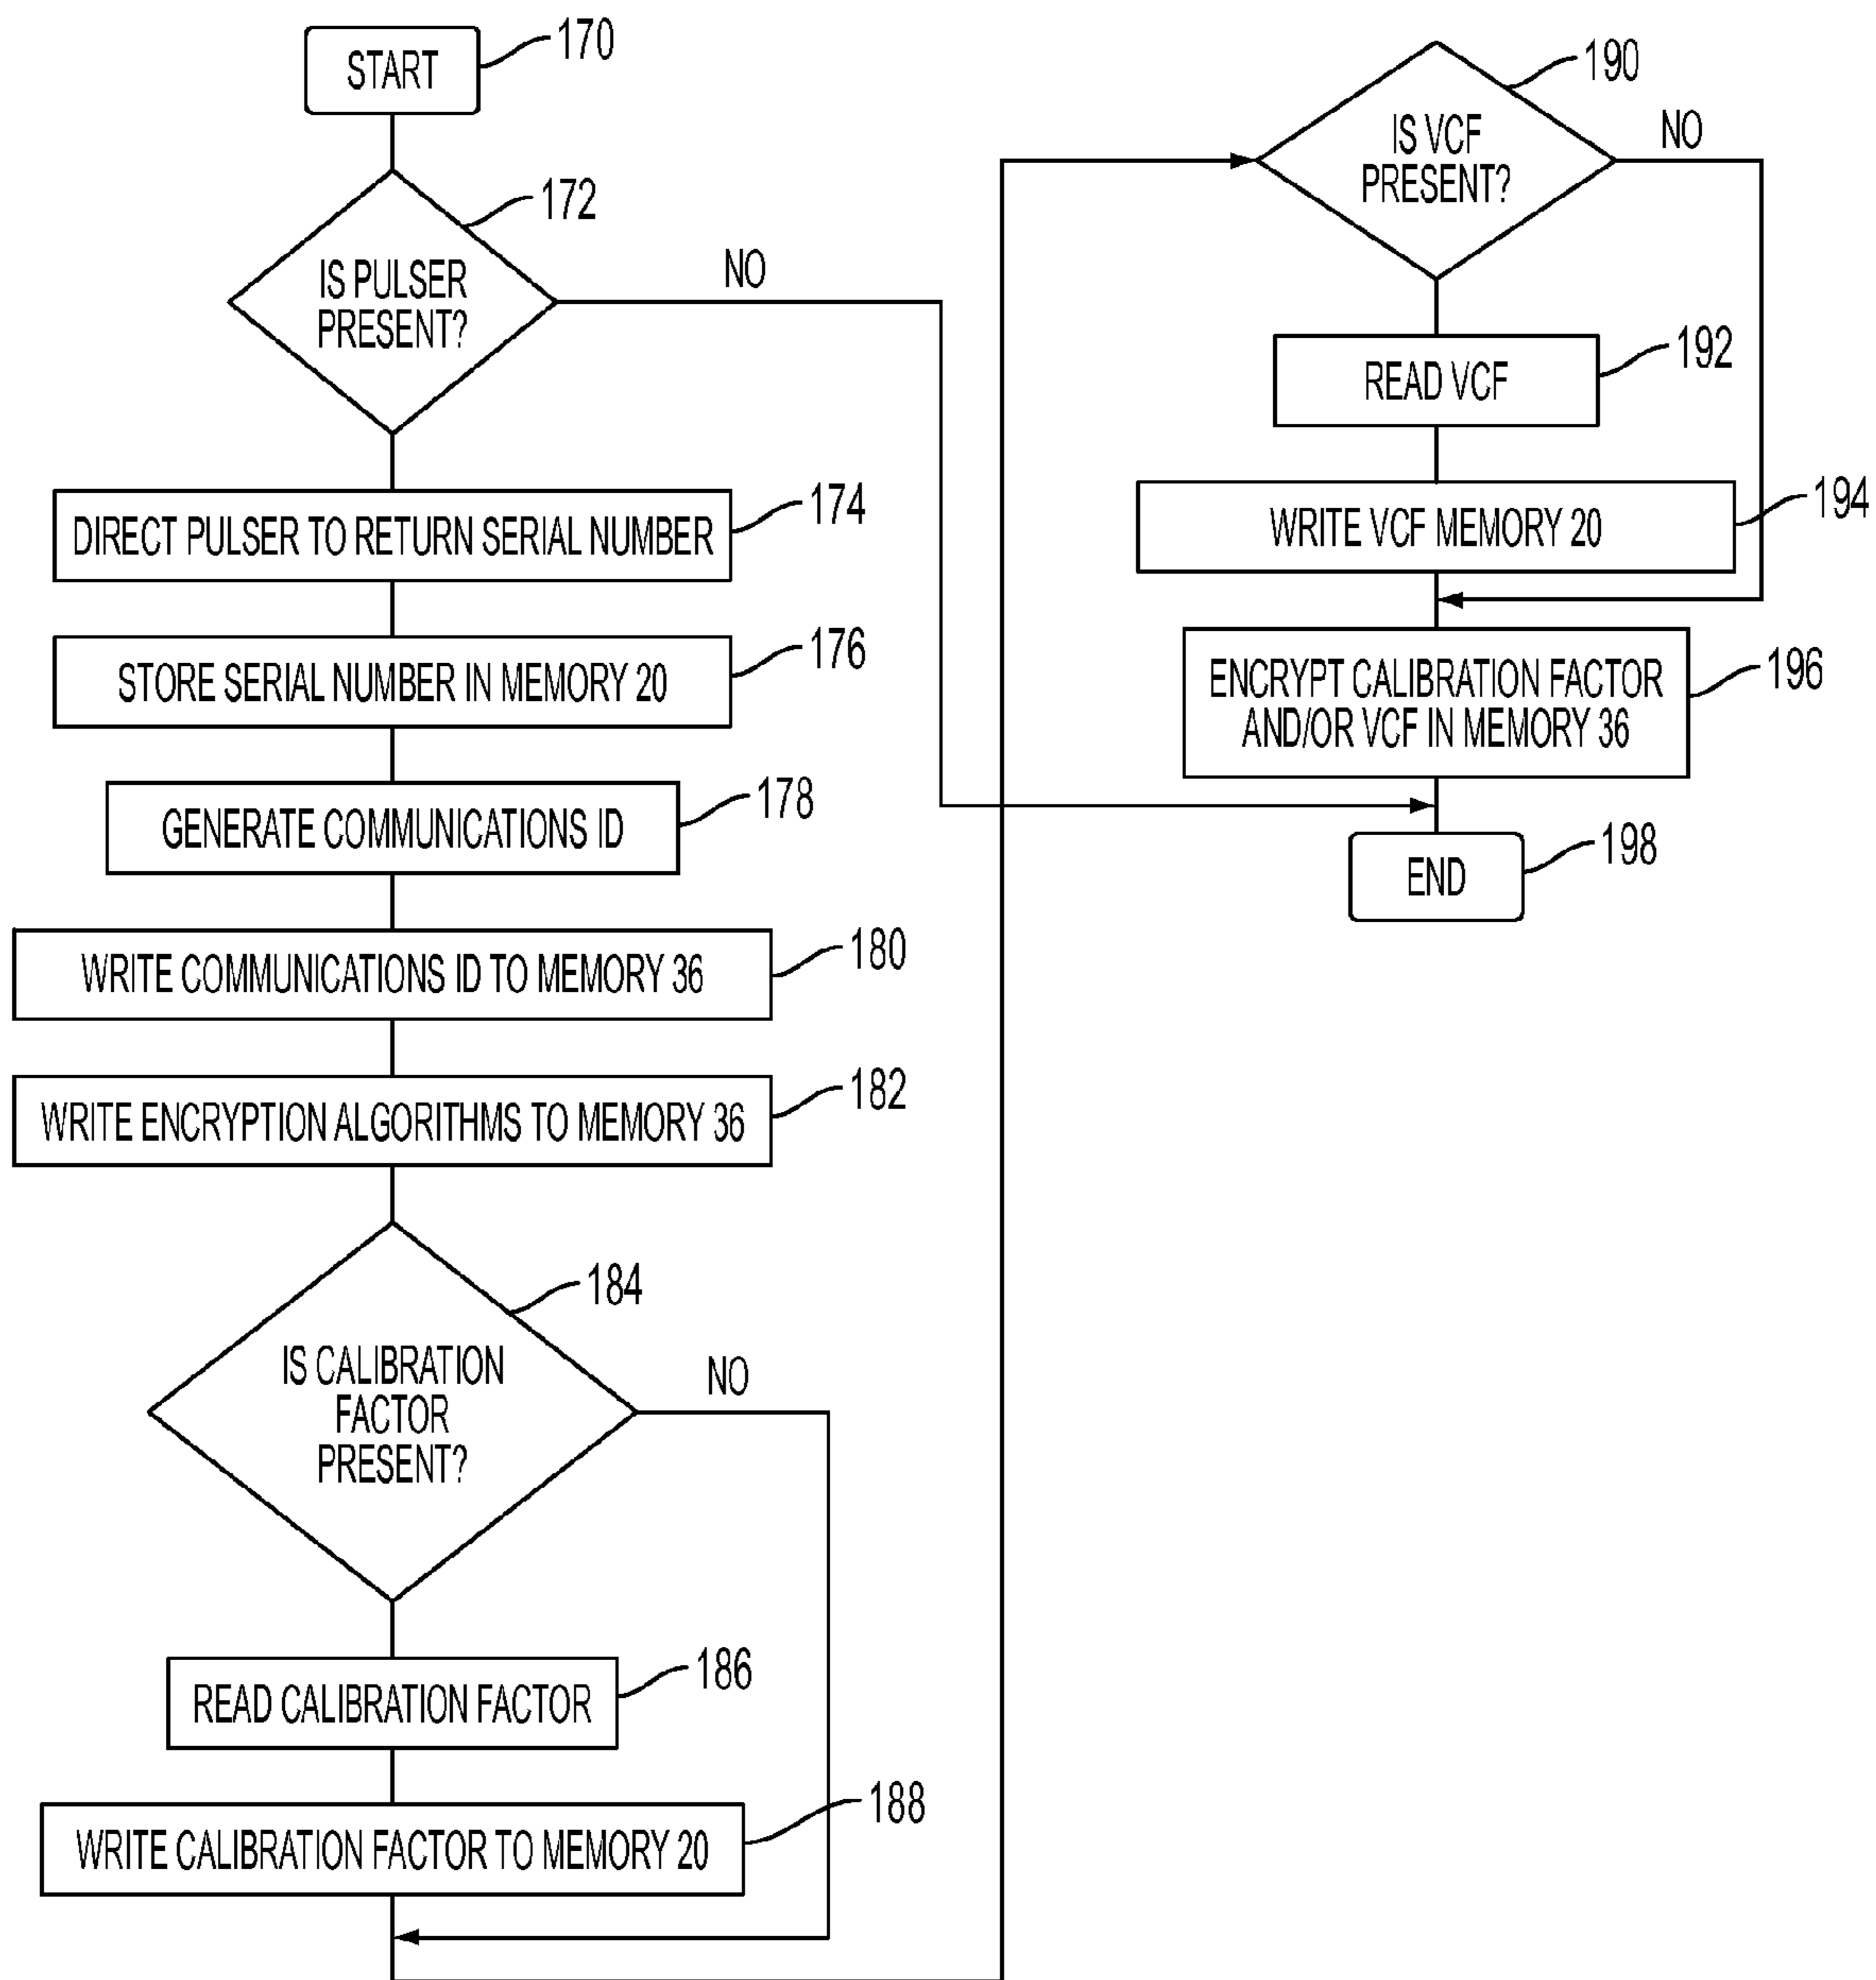 START
170
172
IS PULSER
PRESENT?
NO
DIRECT PULSER TO RETURN SERIAL NUMBER
174
STORE SERIAL NUMBER IN MEMORY 20
176
GENERATE COMMUNICATIONS ID
178
WRITE COMMUNICATIONS ID TO MEMORY 36
180
WRITE ENCRYPTION ALGORITHMS TO MEMORY 36
182
184
IS CALIBRATION
FACTOR
PRESENT?
NO
READ CALIBRATION FACTOR
186
WRITE CALIBRATION FACTOR TO MEMORY 20
188
190
IS VCF
PRESENT?
NO
READ VCF
192
WRITE VCF MEMORY 20
194
ENCRYPT CALIBRATION FACTOR
AND/OR VCF IN MEMORY 36
196
END
198